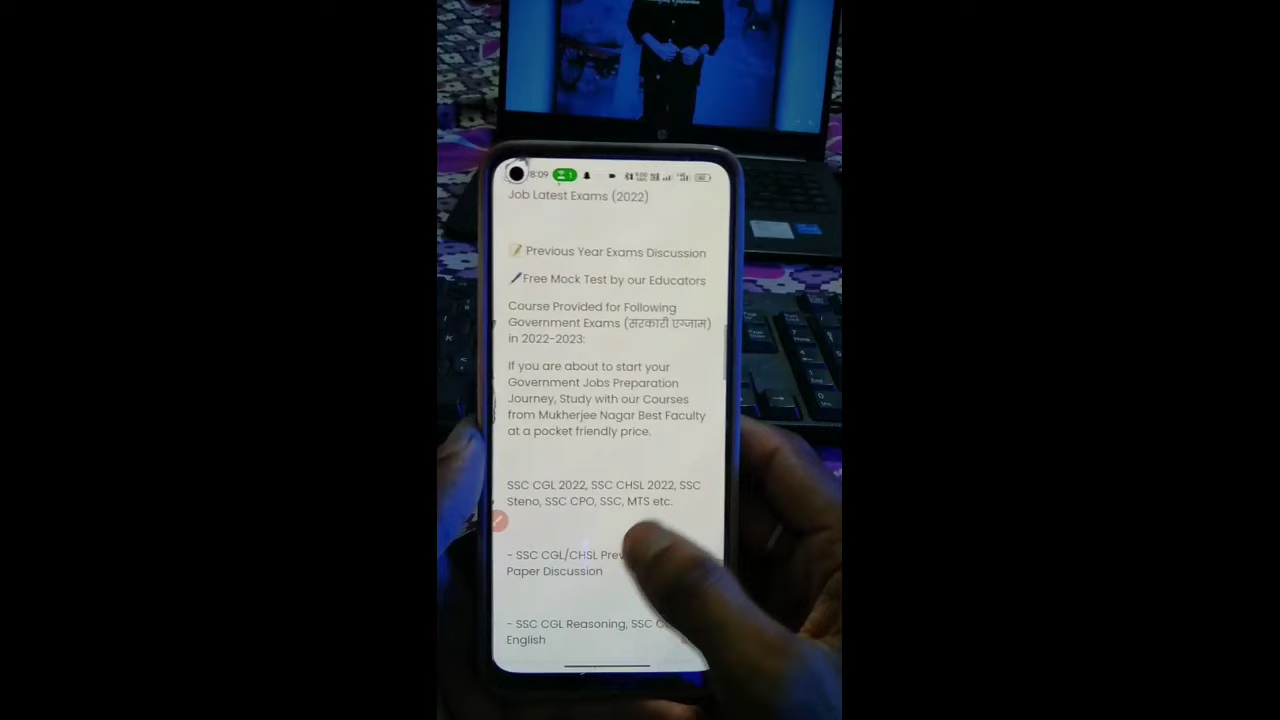 8:09
Job Latest Exams (2022)
📝 Previous Year Exams Discussion
🖊Free Mock Test by our Educators
Course Provided for Following
Government Exams (सरकारी एग्जाम)
in 2022-2023:
If you are about to start your
Government Jobs Preparation
Journey, Study with our Courses
from Mukherjee Nagar Best Faculty
at a pocket friendly price.
SSC CGL 2022, SSC CHSL 2022, SSC
Steno, SSC CPO, SSC, MTS etc.
- SSC CGL/CHSL
Paper Discussion
- SSC CGL Reasoning, SSC
English